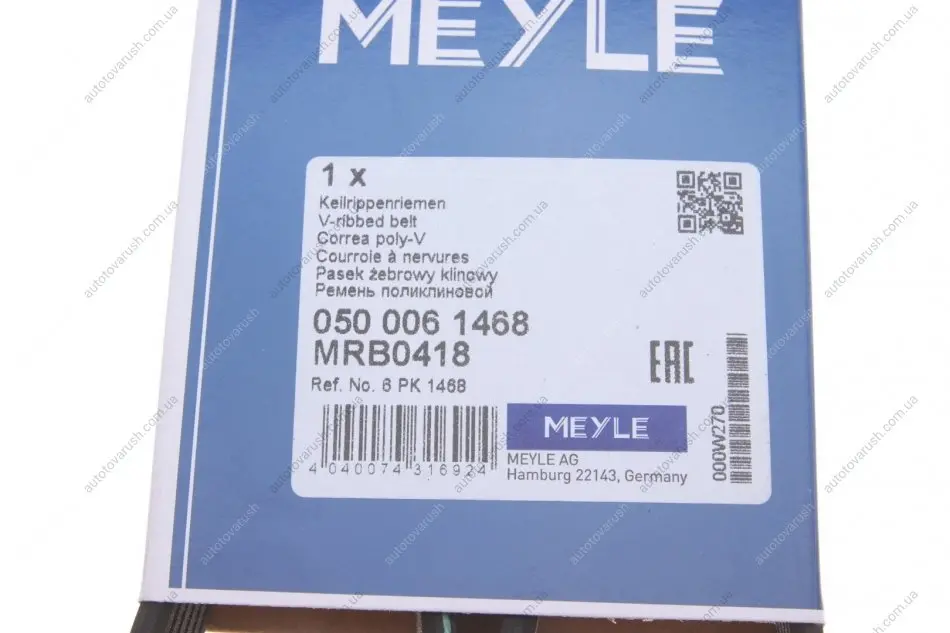 MEYLE
1 x
Keilrippenriemen
V-ribbed belt
Correa poly-V
Courroie à nervures
Pasek żebrowy klinowy
Ремень поликлиновой
050 006 1468
MRB0418
Ref. No. 6 PK 1468
EAC
4 040074 316924
MEYLE
MEYLE AG
Hamburg 22143, Germany
000W270
autotovarush.com.ua